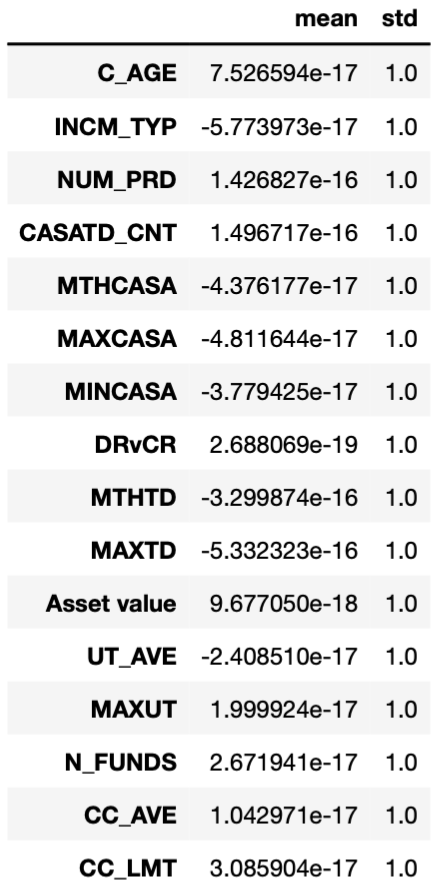 mean std
C_AGE 7.526594e-17 1.0
INCM_TYP -5.773973e-17 1.0
NUM_PRD 1.426827e-16 1.0
CASATD_CNT 1.496717e-16 1.0
MTHCASA -4.376177e-17 1.0
MAXCASA -4.811644e-17 1.0
MINCASA -3.779425e-17 1.0
DRvCR 2.688069e-19 1.0
MTHTD -3.299874e-16 1.0
MAXTD -5.332323e-16 1.0
Asset value 9.677050e-18 1.0
UT_AVE -2.408510e-17 1.0
MAXUT 1.999924e-17 1.0
N_FUNDS 2.671941e-17 1.0
CC_AVE 1.042971e-17 1.0
CC_LMT 3.085904e-17 1.0